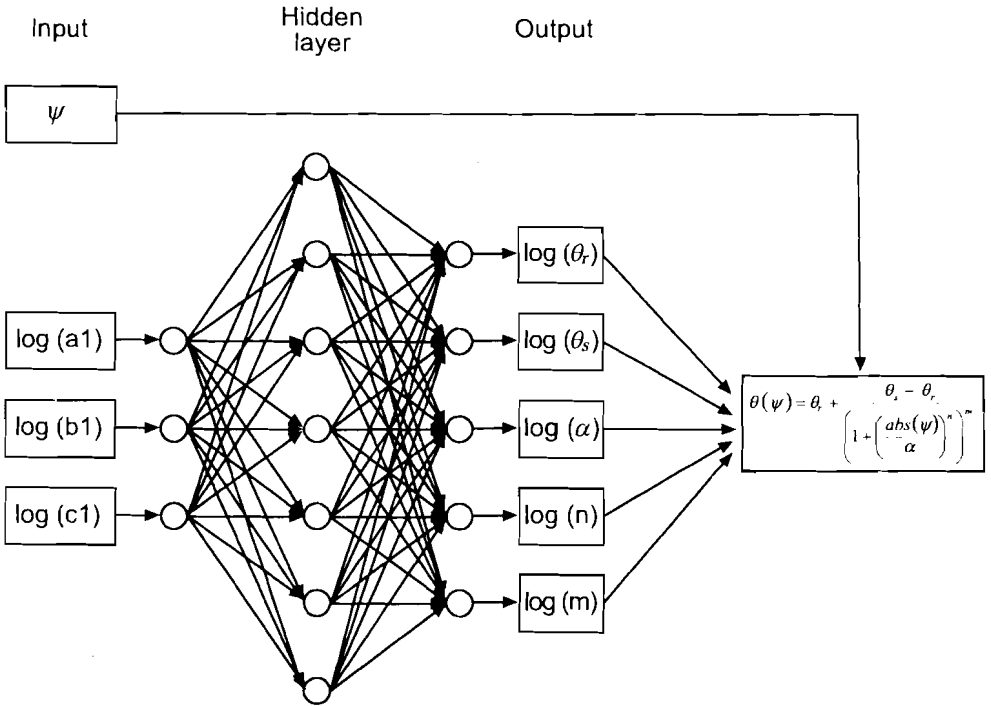 Input
Hidden
layer
Output
ψ
log (a1)
log (b1)
log (c1)
log (θr)
log (θs)
log (α)
log (n)
log (m)
θ(ψ) = θr + (θs − θr) / (1 + (abs(ψ) / α)^n)^m